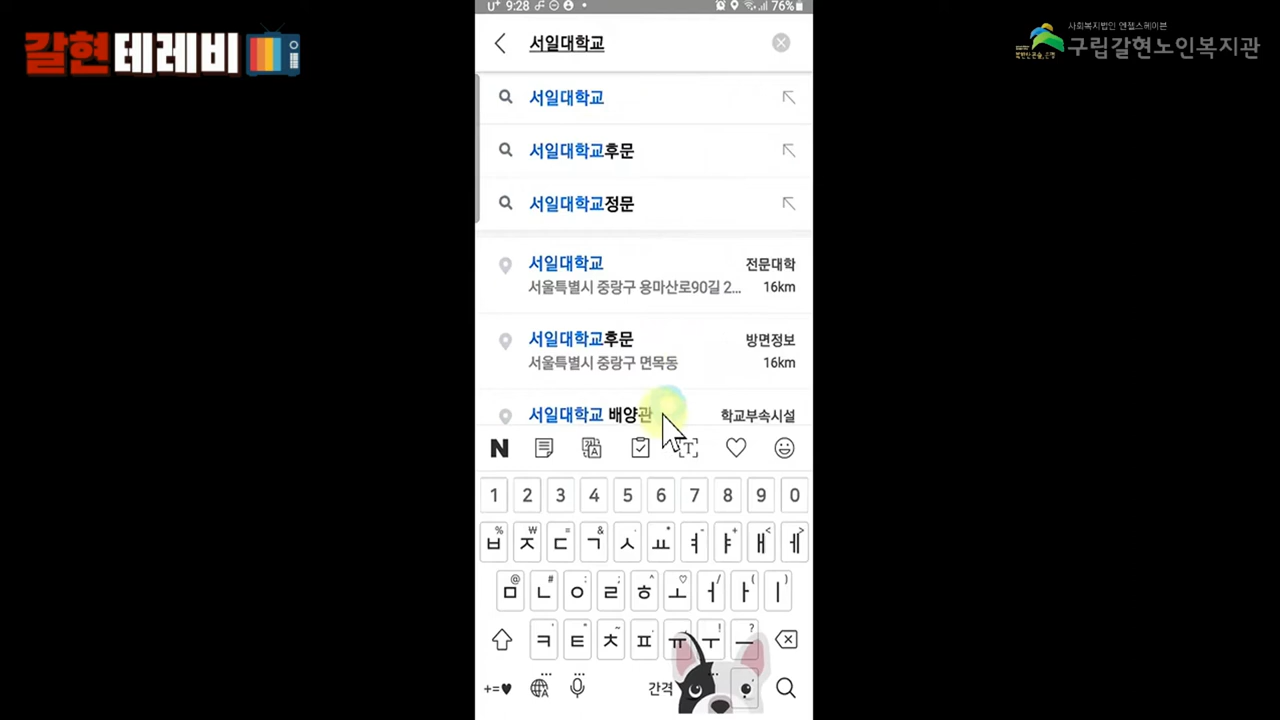 갈현테레비
사회복지법인 엔젤스헤이븐
구립갈현노인복지관
U+ 9:28 76%
서일대학교
서일대학교
서일대학교후문
서일대학교정문
서일대학교 전문대학
서울특별시 중랑구 용마산로90길 2... 16km
서일대학교후문 방면정보
서울특별시 중랑구 면목동 16km
서일대학교 배양관 학교부속시설
N T
1 2 3 4 5 6 7 8 9 0
ㅂ ㅈ ㄷ ㄱ ㅅ ㅛ ㅕ ㅑ ㅐ ㅔ
ㅁ ㄴ ㅇ ㄹ ㅎ ㅗ ㅓ ㅏ ㅣ
ㅋ ㅌ ㅊ ㅍ ㅠ ㅜ ㅡ
+=♥ 간격